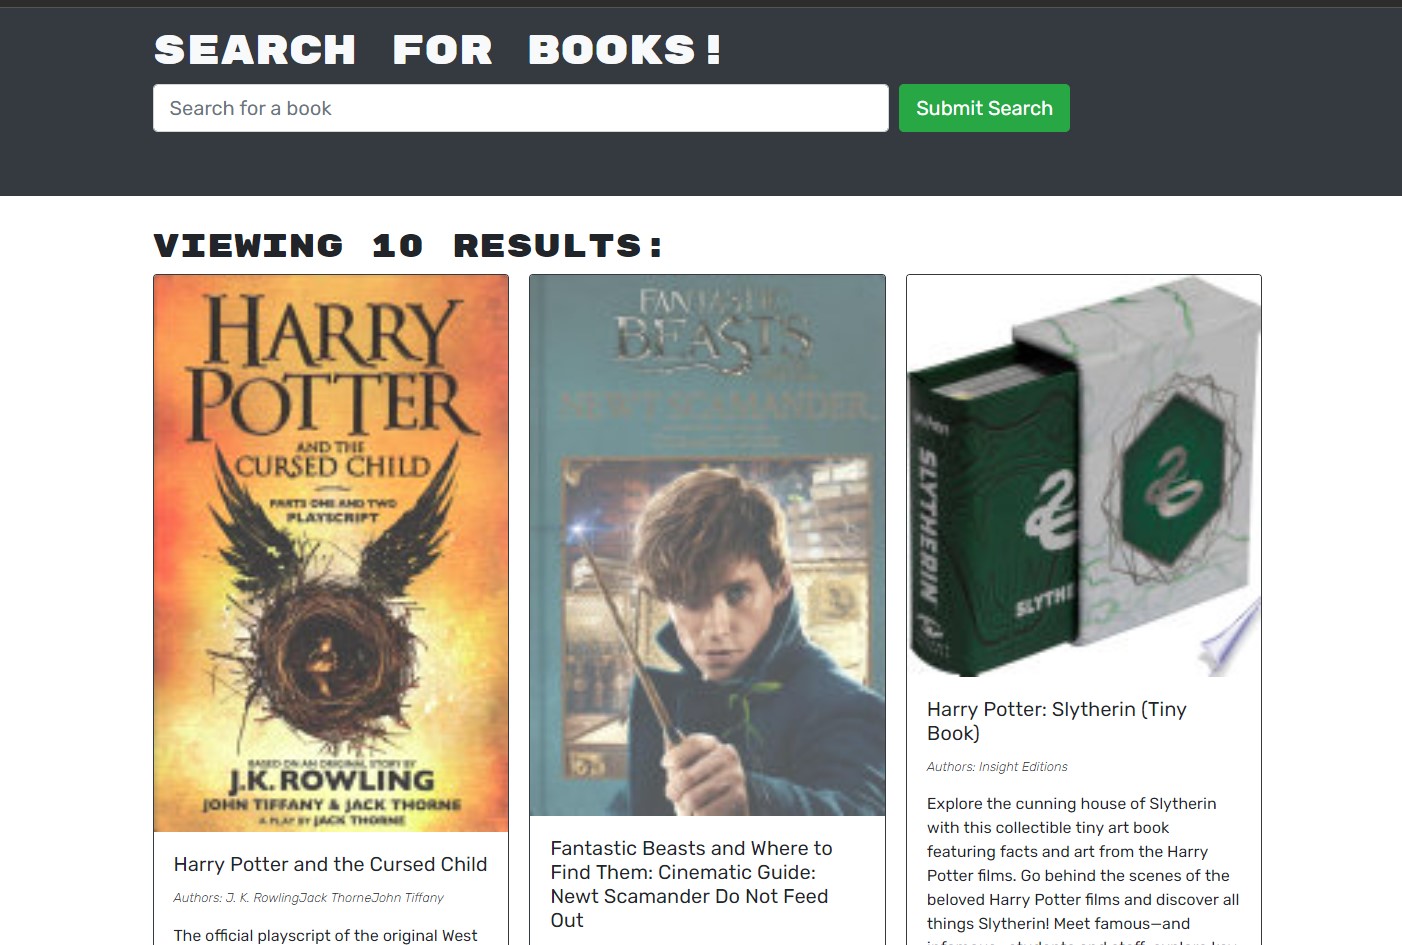 SEARCH FOR BOOKS!
Search for a book
Submit Search
VIEWING 10 RESULTS:
HARRY
POTTER
AND THE
CURSED CHILD
PARTS ONE AND TWO
PLAYSCRIPT
BASED ON AN ORIGINAL STORY BY
J.K. ROWLING
JOHN TIFFANY & JACK THORNE
A PLAY BY JACK THORNE
Harry Potter and the Cursed Child
Authors: J. K. RowlingJack ThorneJohn Tiffany
The official playscript of the original West
FANTASTIC
BEASTS
NEWT SCAMANDER
Fantastic Beasts and Where to
Find Them: Cinematic Guide:
Newt Scamander Do Not Feed
Out
SLYTHERIN
SLYTHE
Harry Potter: Slytherin (Tiny
Book)
Authors: Insight Editions
Explore the cunning house of Slytherin
with this collectible tiny art book
featuring facts and art from the Harry
Potter films. Go behind the scenes of the
beloved Harry Potter films and discover all
things Slytherin! Meet famous—and